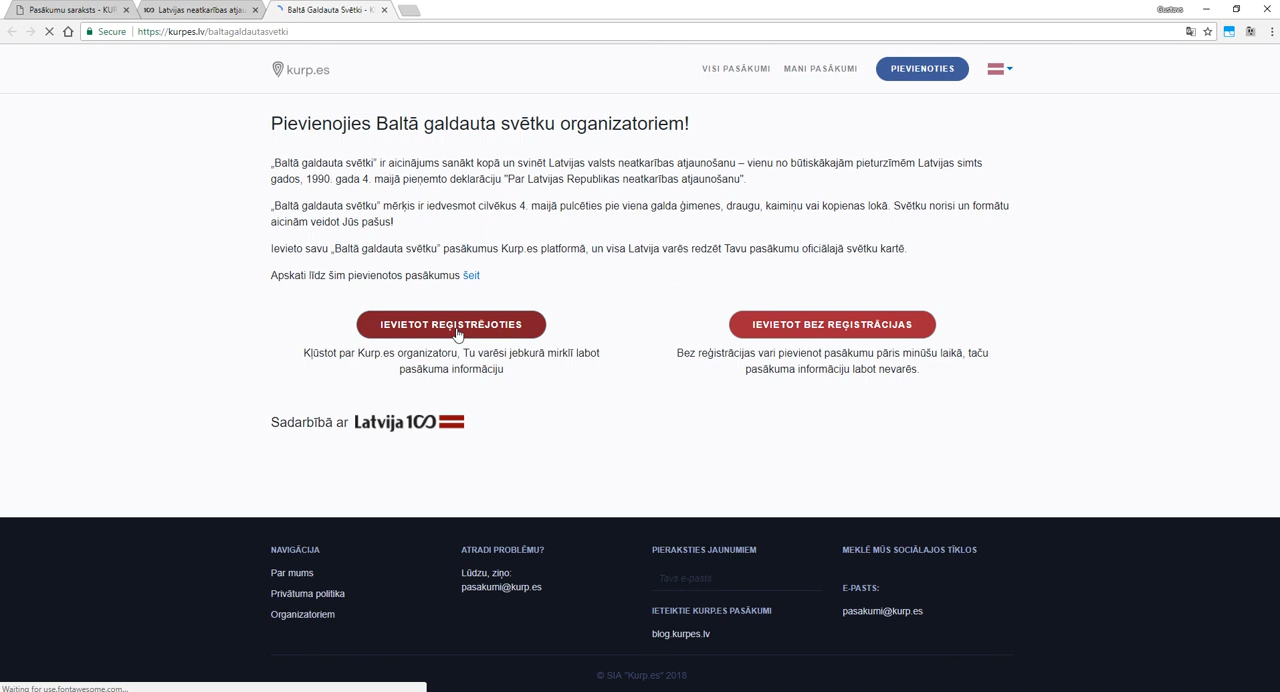 Pasākumu saraksts - KUR
Latvijas neatkarības atjau
Baltā Galdauta Svētki - K
Gustavs
Secure
https://kurpes.lv/baltagaldautasvetki
kurp.es
VISI PASĀKUMI
MANI PASĀKUMI
PIEVIENOTIES
Pievienojies Baltā galdauta svētku organizatoriem!
„Baltā galdauta svētki” ir aicinājums sanākt kopā un svinēt Latvijas valsts neatkarības atjaunošanu – vienu no būtiskākajām pieturzīmēm Latvijas simts
gados, 1990. gada 4. maijā pieņemto deklarāciju "Par Latvijas Republikas neatkarības atjaunošanu".
„Baltā galdauta svētku” mērķis ir iedvesmot cilvēkus 4. maijā pulcēties pie viena galda ģimenes, draugu, kaimiņu vai kopienas lokā. Svētku norisi un formātu
aicinām veidot Jūs pašus!
Ievieto savu „Baltā galdauta svētku” pasākumus Kurp.es platformā, un visa Latvija varēs redzēt Tavu pasākumu oficiālajā svētku kartē.
Apskati līdz šim pievienotos pasākumus šeit
IEVIETOT REĢISTRĒJOTIES
IEVIETOT BEZ REĢISTRĀCIJAS
Kļūstot par Kurp.es organizatoru, Tu varēsi jebkurā mirklī labot
pasākuma informāciju
Bez reģistrācijas vari pievienot pasākumu pāris minūšu laikā, taču
pasākuma informāciju labot nevarēs.
Sadarbībā ar Latvija 100
NAVIGĀCIJA
Par mums
Privātuma politika
Organizatoriem
ATRADI PROBLĒMU?
Lūdzu, ziņo:
pasakumi@kurp.es
PIERAKSTIES JAUNUMIEM
Tavs e-pasts
IETEIKTIE KURP.ES PASĀKUMI
blog.kurpes.lv
MEKLĒ MŪS SOCIĀLAJOS TĪKLOS
E-PASTS:
pasakumi@kurp.es
© SIA "Kurp.es" 2018
Waiting for use.fontawesome.com...